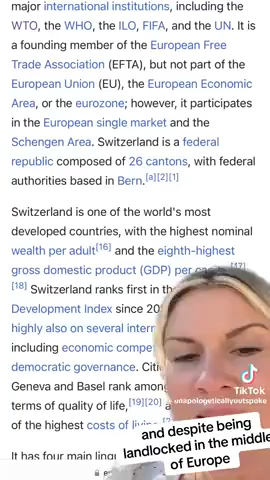 major international institutions, including the
WTO, the WHO, the ILO, FIFA, and the UN. It is
a founding member of the European Free
Trade Association (EFTA), but not part of the
European Union (EU), the European Economic
Area, or the eurozone; however, it participates
in the European single market and the
Schengen Area. Switzerland is a federal
republic composed of 26 cantons, with federal
authorities based in Bern.[a][2][1]
Switzerland is one of the world's most
developed countries, with the highest nominal
wealth per adult[16] and the eighth-highest
gross domestic product (GDP) per [17]
[18] Switzerland ranks first in the
Development Index since
highly also on several
including economic
democratic governance.
Geneva and Basel rank among
terms of quality of life,[19][20]
of the highest costs of
It has four main
TikTok
@unapologeticallyoutspoke
and despite being
landlocked in the middle
of Europe